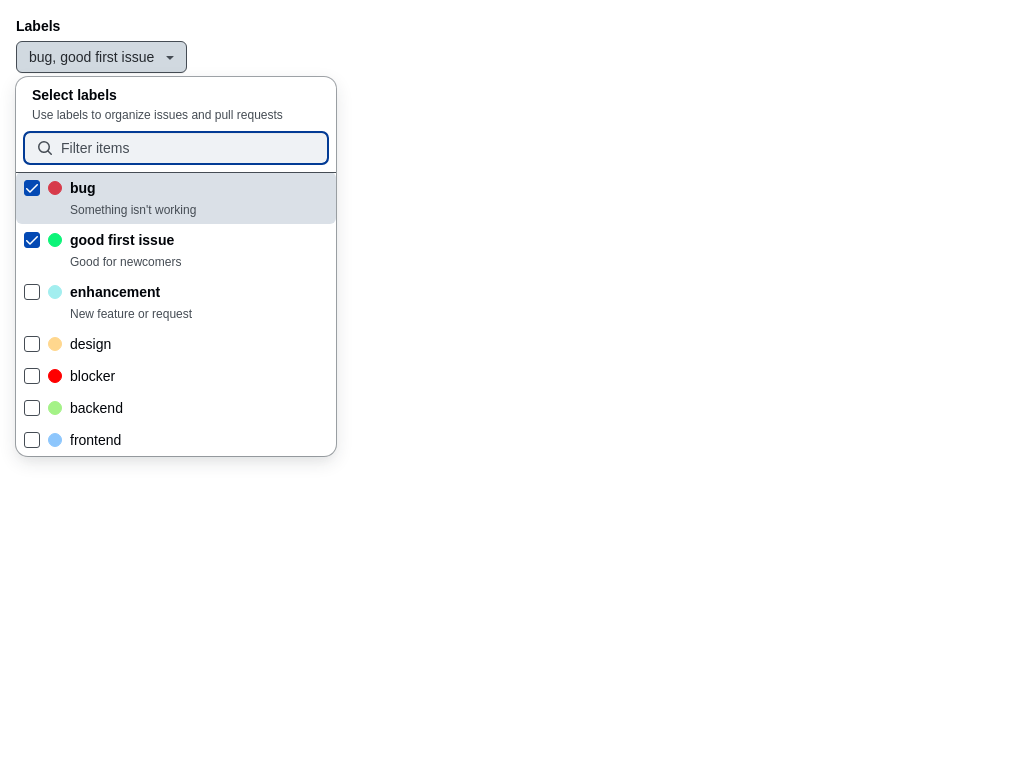 Labels
bug, good first issue
Select labels
Use labels to organize issues and pull requests
Filter items
bug
Something isn't working
good first issue
Good for newcomers
enhancement
New feature or request
design
blocker
backend
frontend